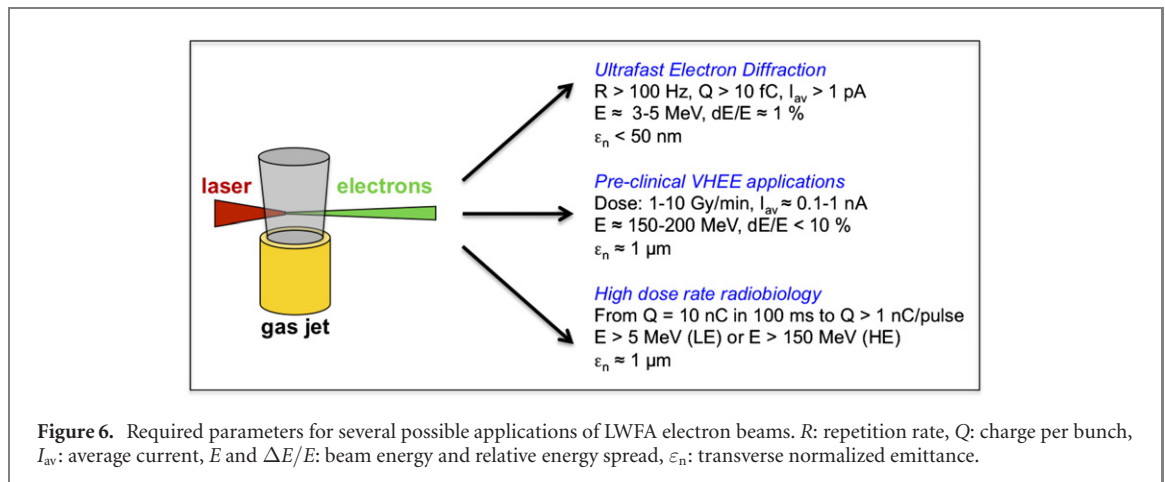 laser
electrons
gas jet
Ultrafast Electron Diffraction
R > 100 Hz, Q > 10 fC, Iav > 1 pA
E ≈ 3-5 MeV, dE/E ≈ 1 %
εn < 50 nm
Pre-clinical VHEE applications
Dose: 1-10 Gy/min, Iav ≈ 0.1-1 nA
E ≈ 150-200 MeV, dE/E < 10 %
εn ≈ 1 µm
High dose rate radiobiology
From Q = 10 nC in 100 ms to Q > 1 nC/pulse
E > 5 MeV (LE) or E > 150 MeV (HE)
εn ≈ 1 µm
Figure 6. Required parameters for several possible applications of LWFA electron beams. R: repetition rate, Q: charge per bunch,
Iav: average current, E and ΔE/E: beam energy and relative energy spread, εn: transverse normalized emittance.